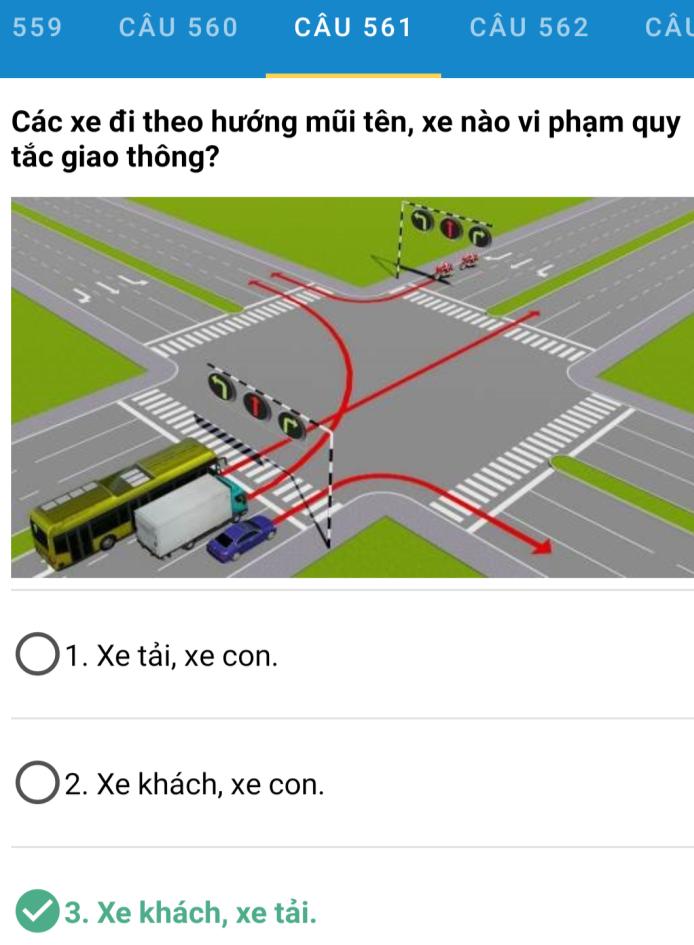 559 CÂU 560 CÂU 561 CÂU 562 CÂU
Các xe đi theo hướng mũi tên, xe nào vi phạm quy
tắc giao thông?
1. Xe tải, xe con.
2. Xe khách, xe con.
3. Xe khách, xe tải.